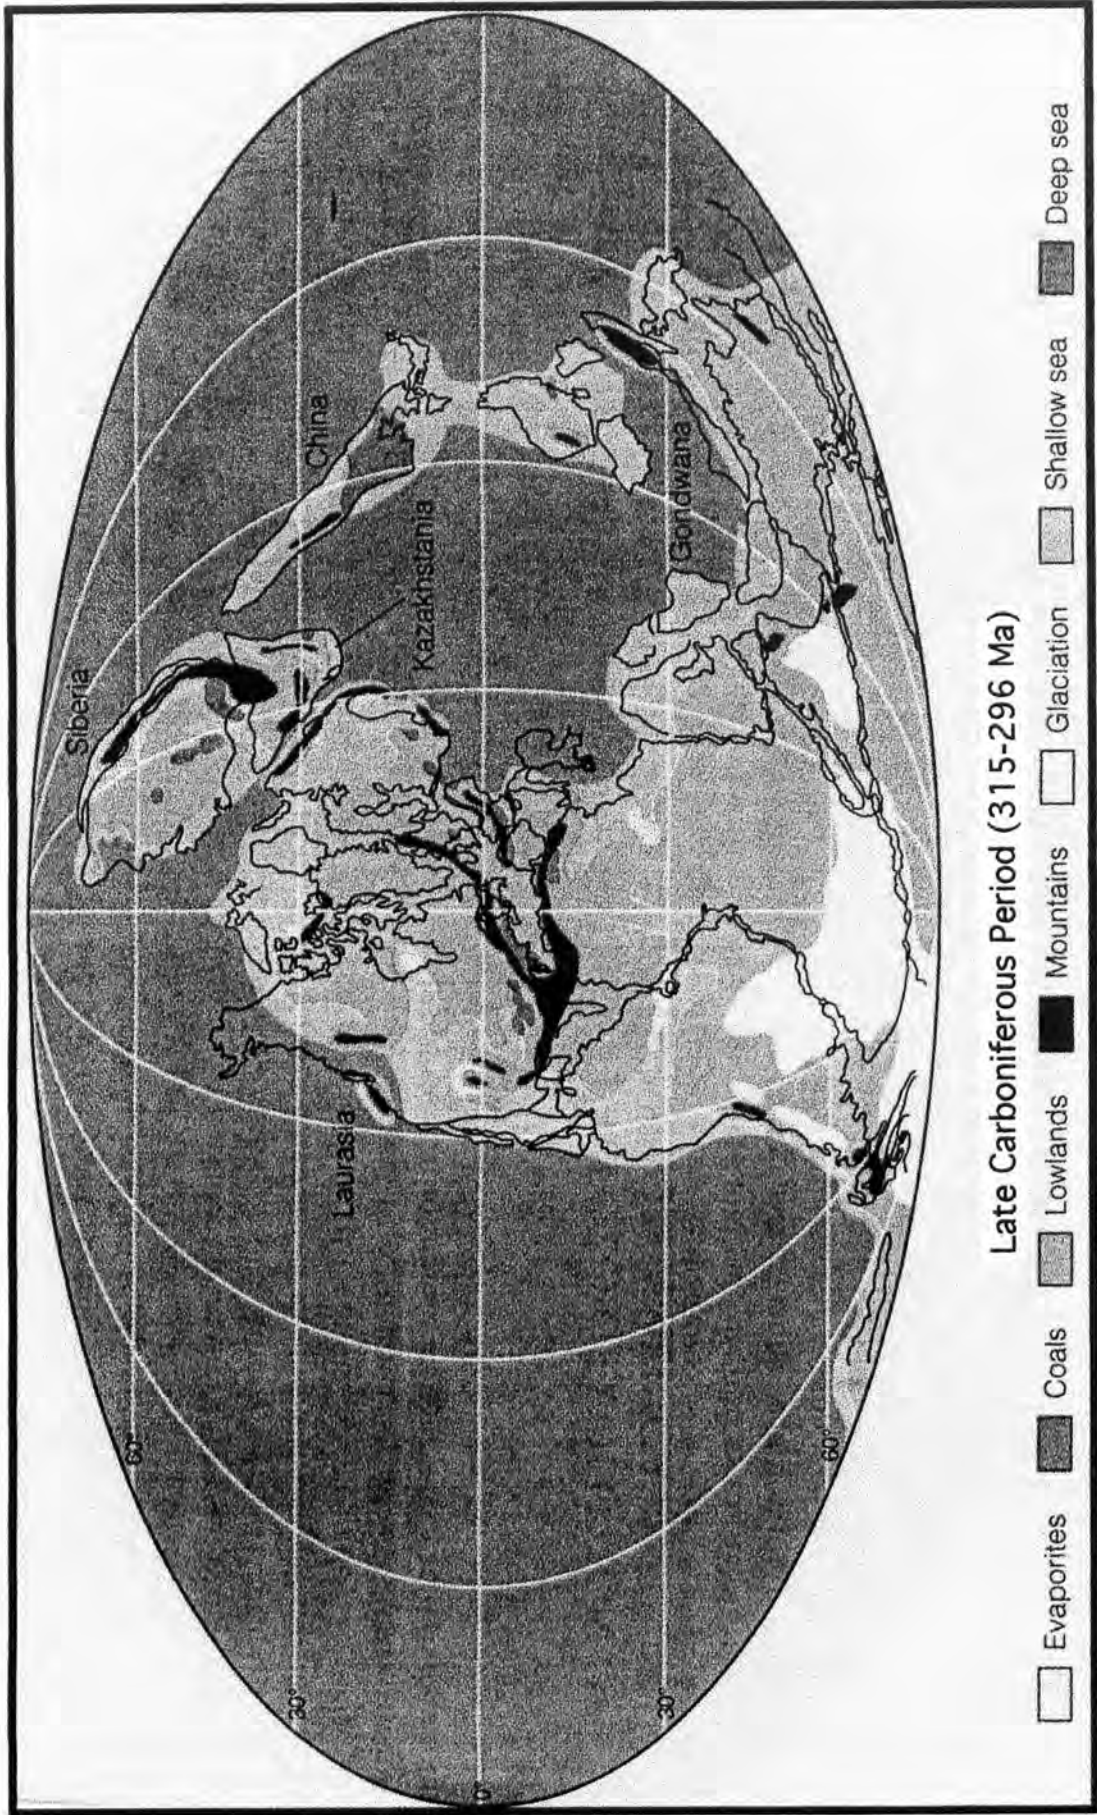 Siberia
China
Kazakhstania
Laurasia
Gondwana
60°
30°
0°
30°
60°
Late Carboniferous Period (315-296 Ma)
Evaporites
Coals
Lowlands
Mountains
Glaciation
Shallow sea
Deep sea